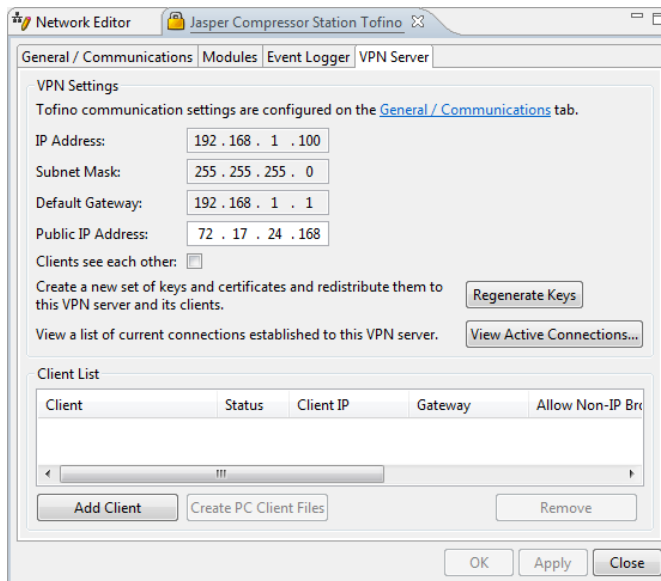 Network Editor
Jasper Compressor Station Tofino
General / Communications Modules Event Logger VPN Server
VPN Settings
Tofino communication settings are configured on the General / Communications tab.
IP Address: 192 . 168 . 1 . 100
Subnet Mask: 255 . 255 . 255 . 0
Default Gateway: 192 . 168 . 1 . 1
Public IP Address: 72 . 17 . 24 . 168
Clients see each other:
Create a new set of keys and certificates and redistribute them to
this VPN server and its clients.
Regenerate Keys
View a list of current connections established to this VPN server.
View Active Connections...
Client List
Client Status Client IP Gateway Allow Non-IP Bro
Add Client Create PC Client Files Remove
OK Apply Close